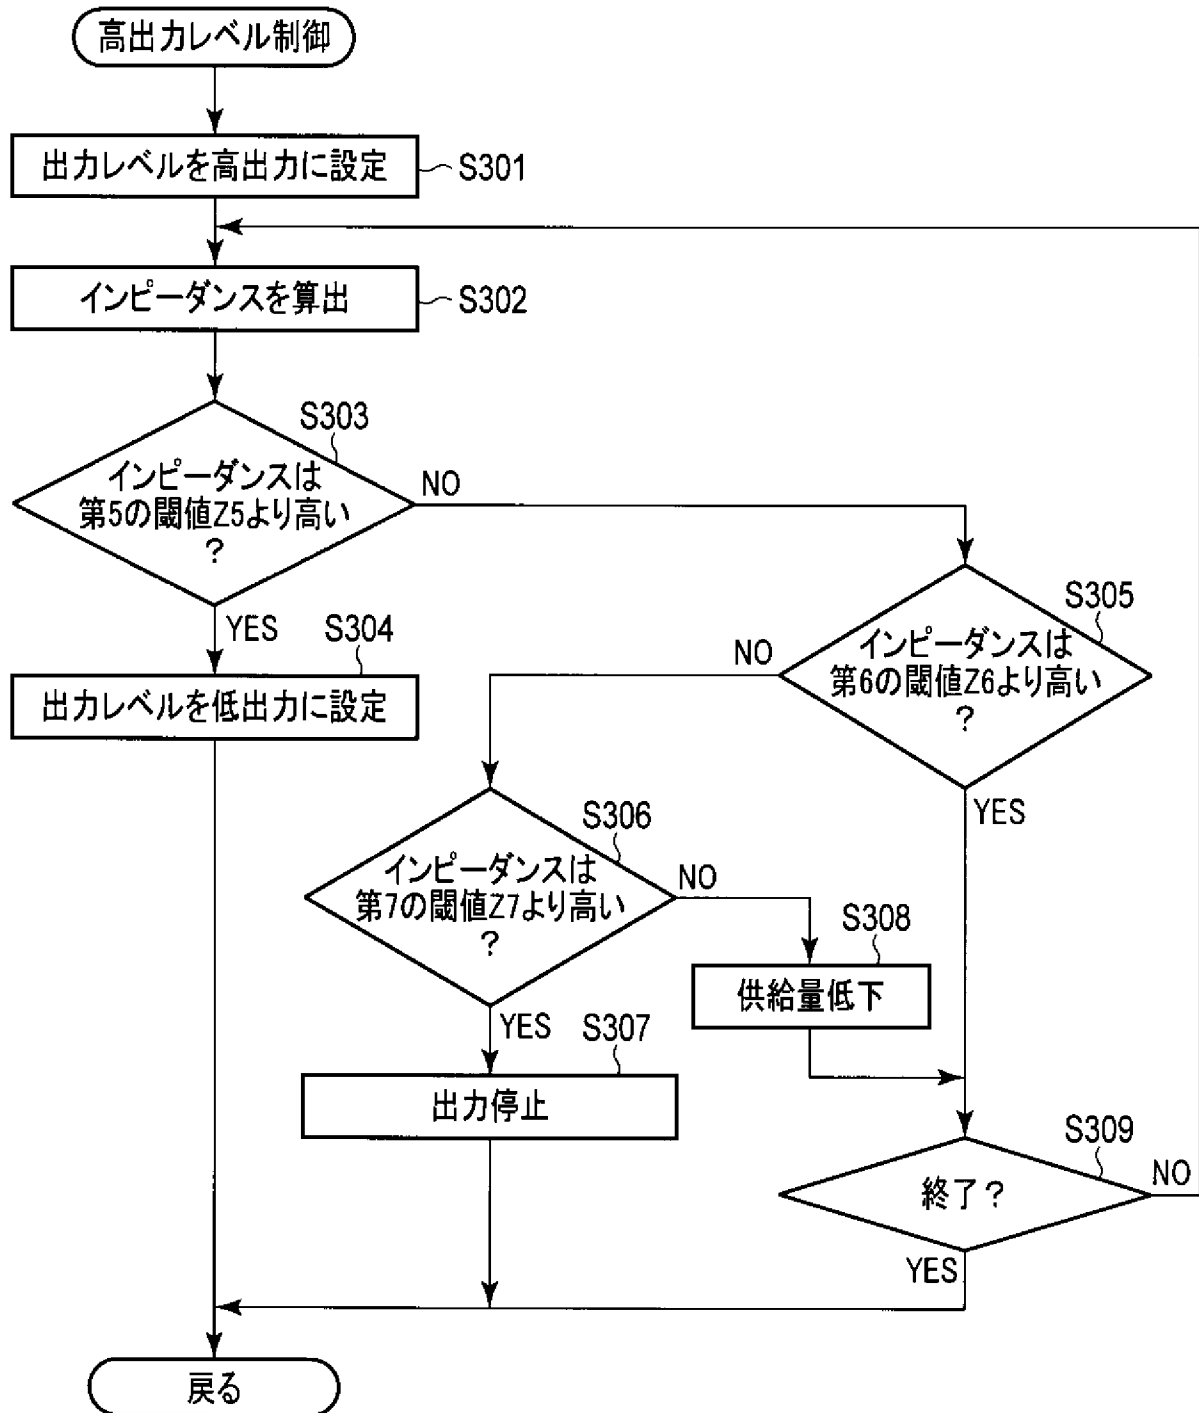 高出力レベル制御
出力レベルを高出力に設定
S301
インピーダンスを算出
S302
S303
インピーダンスは
第5の閾値Z5より高い
?
NO
YES
S304
出力レベルを低出力に設定
S305
インピーダンスは
第6の閾値Z6より高い
?
NO
YES
S306
インピーダンスは
第7の閾値Z7より高い
?
NO
YES
S308
供給量低下
S307
出力停止
S309
終了?
NO
YES
戻る